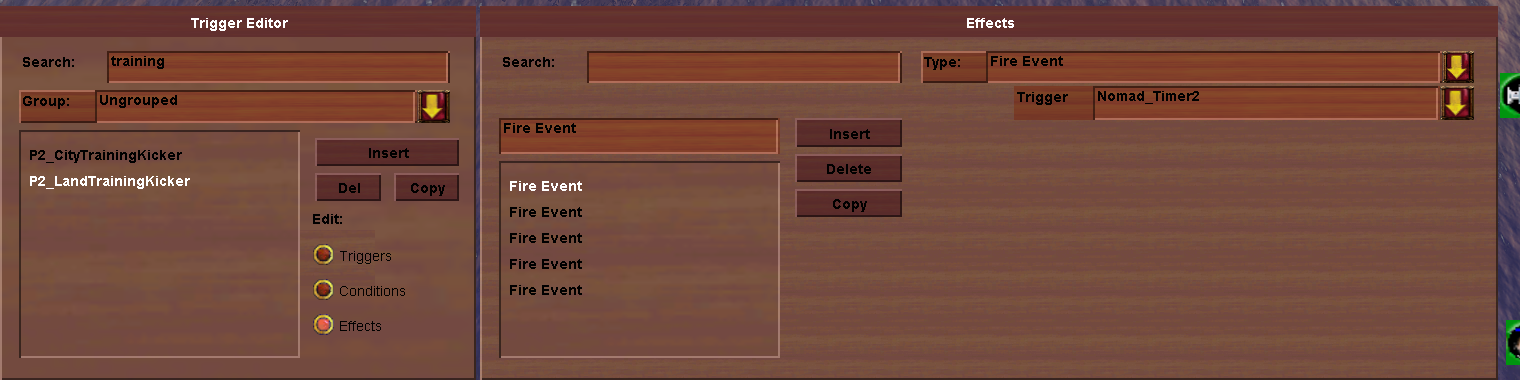 Trigger Editor
Search: training
Group: Ungrouped
P2_CityTrainingKicker
P2_LandTrainingKicker
Insert
Del Copy
Edit:
Triggers
Conditions
Effects
Effects
Search:
Type: Fire Event
Trigger Nomad_Timer2
Fire Event
Fire Event
Fire Event
Fire Event
Fire Event
Fire Event
Insert
Delete
Copy